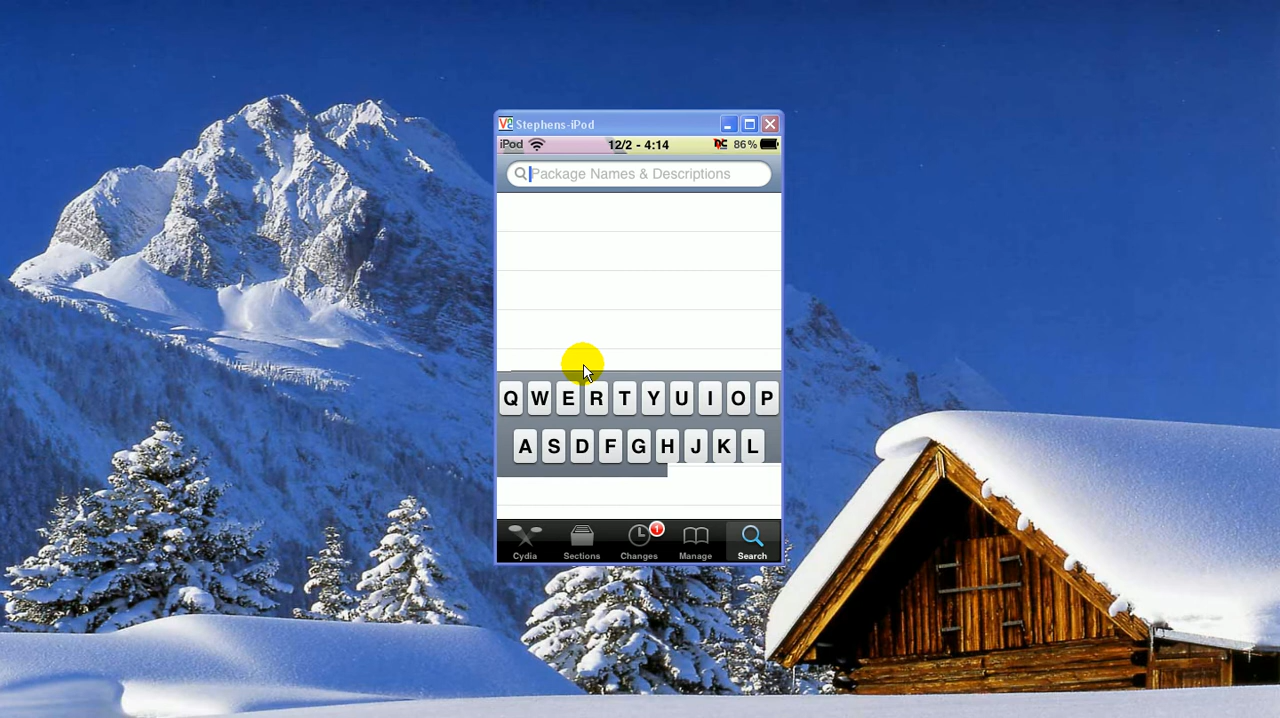 Stephens-iPod
iPod 12/2 - 4:14 86%
Package Names & Descriptions
Q W E R T Y U I O P
A S D F G H J K L
1
Cydia Sections Changes Manage Search